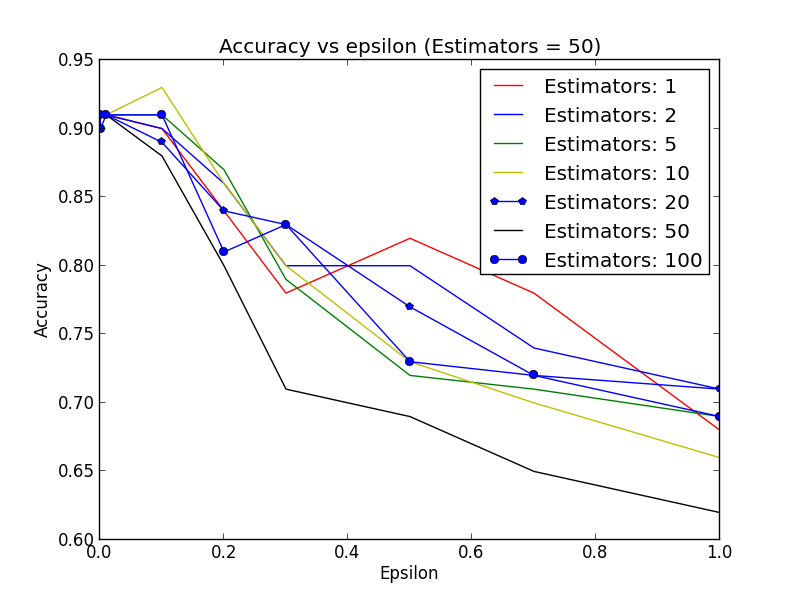 Accuracy vs epsilon (Estimators = 50)
0.95
0.90
0.85
0.80
0.75
0.70
0.65
0.60
Accuracy
Estimators: 1
Estimators: 2
Estimators: 5
Estimators: 10
Estimators: 20
Estimators: 50
Estimators: 100
0.0 0.2 0.4 0.6 0.8 1.0
Epsilon